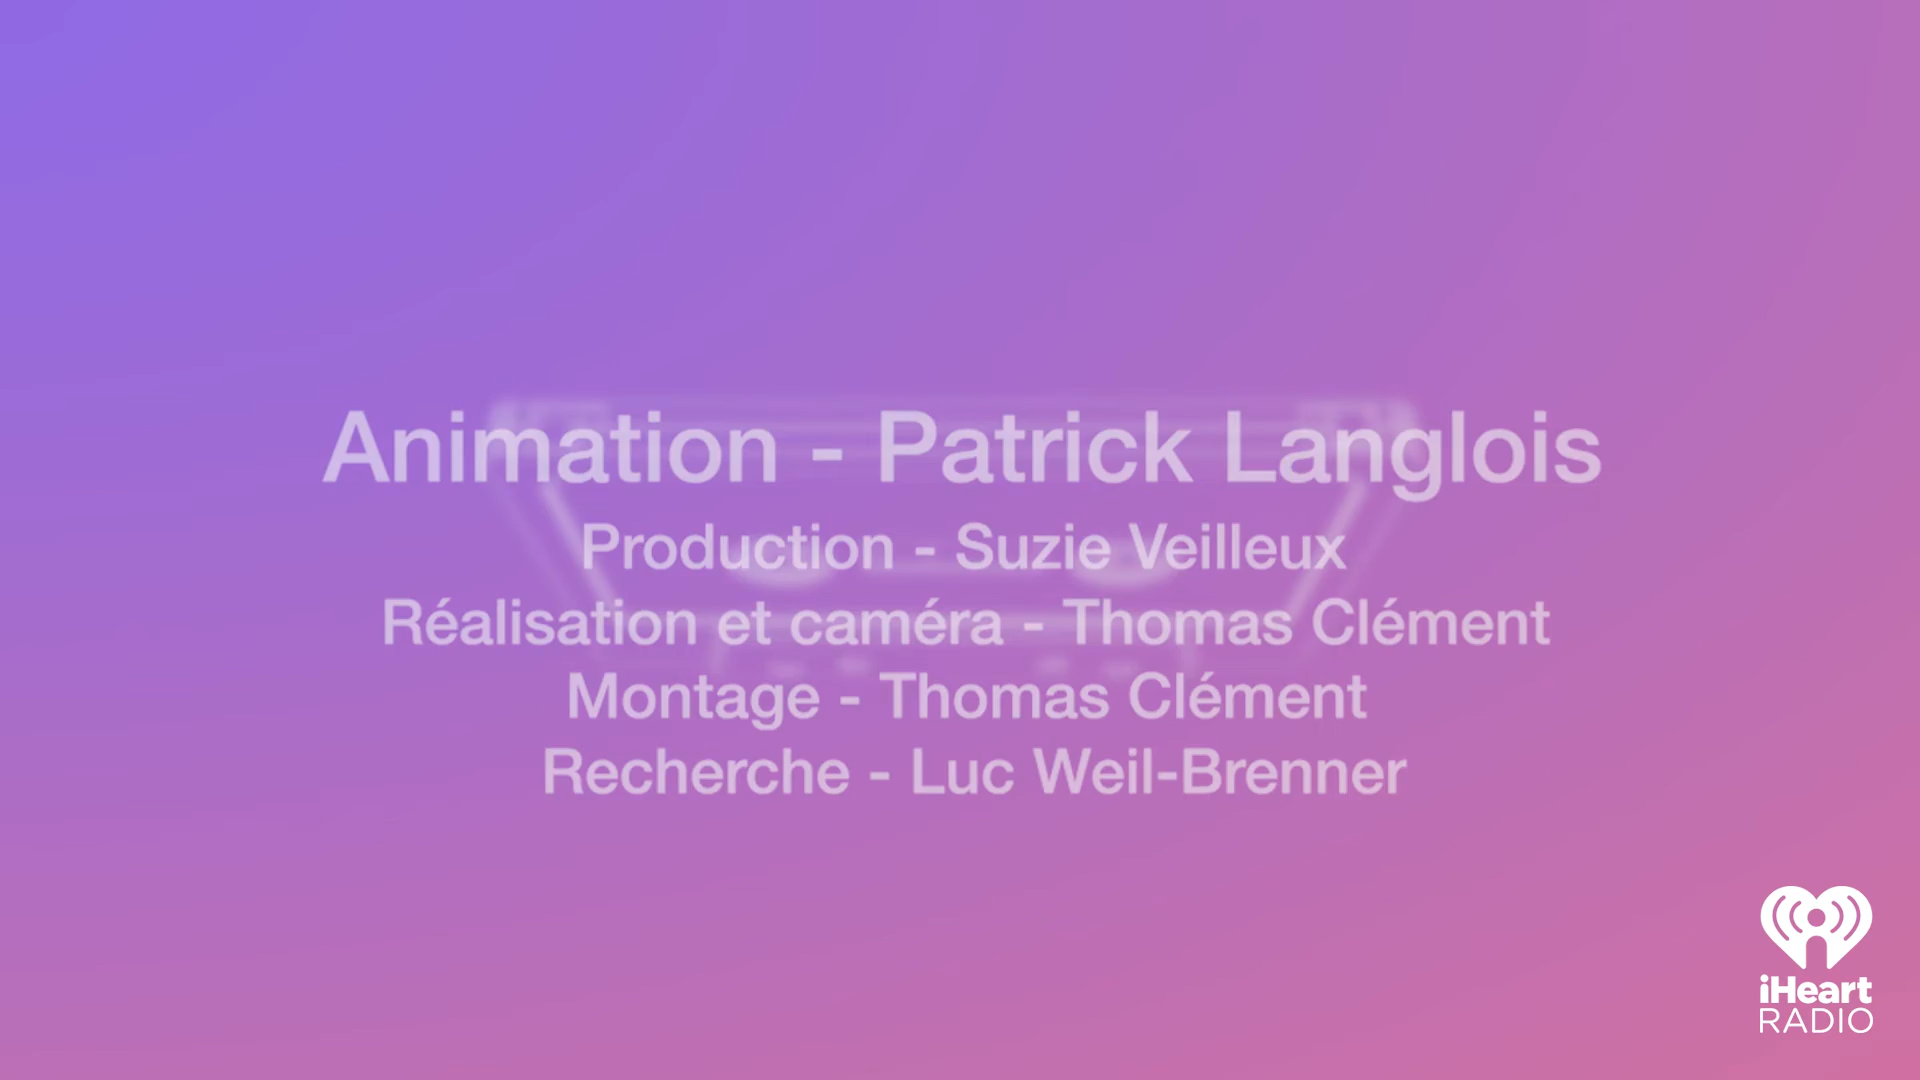 Animation - Patrick Langlois
Production - Suzie Veilleux
Réalisation et caméra - Thomas Clément
Montage - Thomas Clément
Recherche - Luc Weil-Brenner
iHeart
RADIO